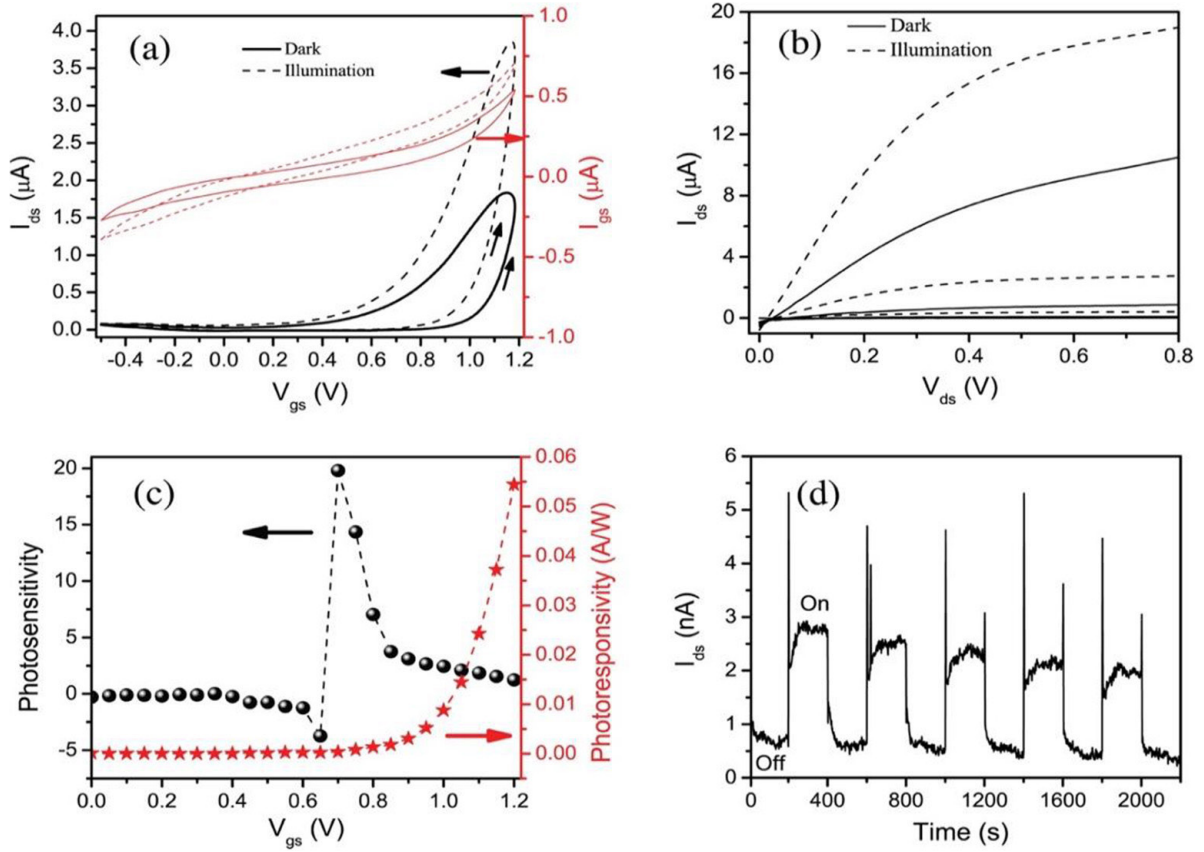 (a)
Dark
Illumination
4.0
3.5
3.0
2.5
2.0
1.5
1.0
0.5
0.0
I_ds (μA)
1.0
0.5
0.0
-0.5
-1.0
I_gs (μA)
-0.4 -0.2 0.0 0.2 0.4 0.6 0.8 1.0 1.2
V_gs (V)
(b)
Dark
Illumination
20
16
12
8
4
0
I_ds (μA)
0.0 0.2 0.4 0.6 0.8
V_ds (V)
(c)
20
15
10
5
0
-5
Photosensitivity
0.06
0.05
0.04
0.03
0.02
0.01
0.00
Photoresponsivity (A/W)
0.0 0.2 0.4 0.6 0.8 1.0 1.2
V_gs (V)
(d)
6
5
4
3
2
1
0
I_ds (nA)
On
Off
0 400 800 1200 1600 2000
Time (s)